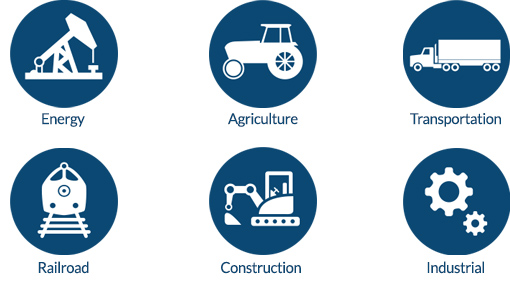 Energy
Agriculture
Transportation
Railroad
Construction
Industrial